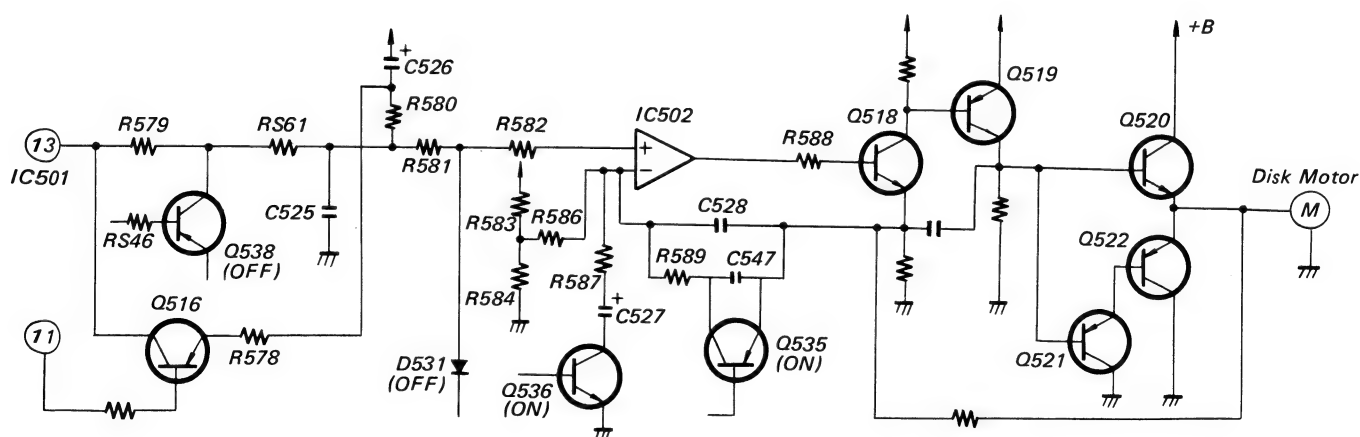 +B
+
C526
Q519
R580
IC502
Q518
Q520
R579
RS61
R582
R588
13
IC501
R581
Disk Motor
M
C525
R583
R586
C528
RS46
Q538
(OFF)
R589
C547
Q522
R587
Q516
R584
+
C527
11
R578
Q535
(ON)
Q521
D531
(OFF)
Q536
(ON)
+
−